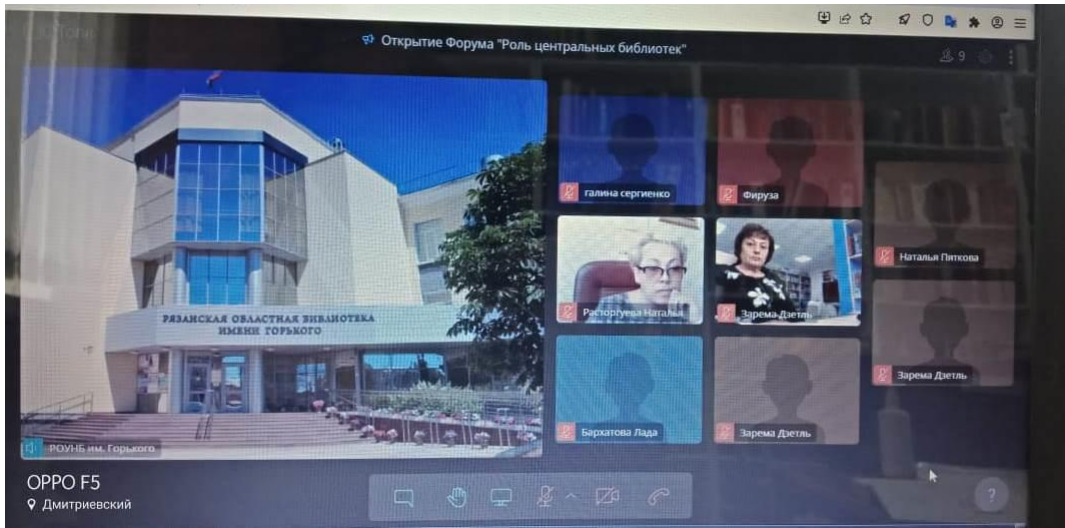 Открытие Форума "Роль центральных библиотек"
9
РЯЗАНСКАЯ ОБЛАСТНАЯ БИБЛИОТЕКА
ИМЕНИ ГОРЬКОГО
РОУНБ им. Горького
галина сергиенко
Фируза
Наталья Пяткова
Расторгуева Наталья
Зарема Дзетль
Зарема Дзетль
Бархатова Лада
Зарема Дзетль
OPPO F5
Дмитриевский
?